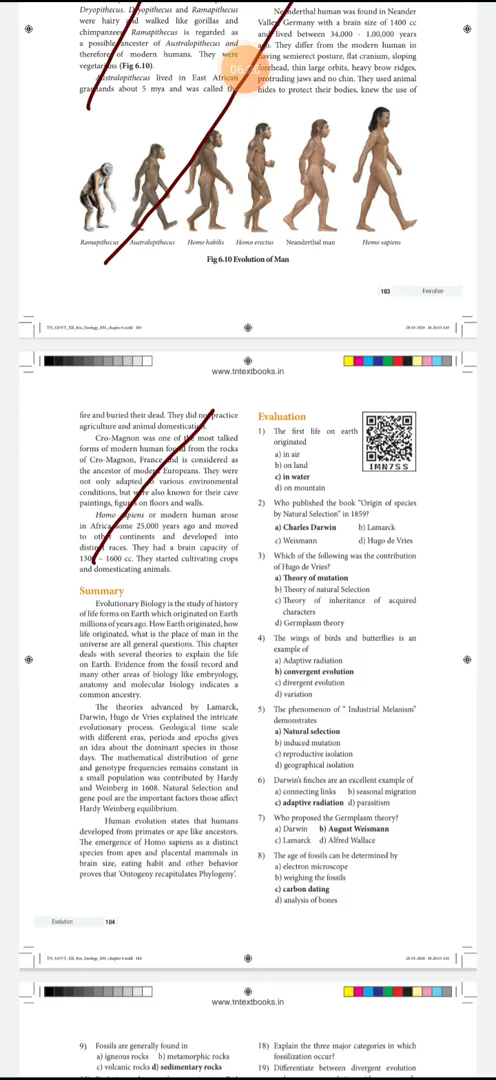 Dryopithecus. Dryopithecus and Ramapithecus
were hairy and walked like gorillas and
chimpanzees. Ramapithecus is regarded as
a possible ancestor of Australopithecus and
therefore of modern humans. They were
vegetarians (Fig 6.10).
Australopithecus lived in East African
grasslands about 5 mya and was called the
Neanderthal human was found in Neander
Valley, Germany with a brain size of 1400 cc
and lived between 34,000 - 1,00,000 years
ago. They differ from the modern human in
having semierect posture, flat cranium, sloping
forehead, thin large orbits, heavy brow ridges,
protruding jaws and no chin. They used animal
hides to protect their bodies, knew the use of
Ramapithecus Australopithecus Homo habilis Homo erectus Neanderthal man Homo sapiens
Fig 6.10 Evolution of Man
103 Evolution
www.tntextbooks.in
fire and buried their dead. They did not practice
agriculture and animal domestication.
Cro-Magnon was one of the most talked
forms of modern human found from the rocks
of Cro-Magnon, France and is considered as
the ancestor of modern Europeans. They were
not only adapted to various environmental
conditions, but were also known for their cave
paintings, figures on floors and walls.
Homo sapiens or modern human arose
in Africa some 25,000 years ago and moved
to other continents and developed into
distinct races. They had a brain capacity of
1300 – 1600 cc. They started cultivating crops
and domesticating animals.
Summary
Evolutionary Biology is the study of history
of life forms on Earth which originated on Earth
millions of years ago. How Earth originated, how
life originated, what is the place of man in the
universe are all general questions. This chapter
deals with several theories to explain the life
on Earth. Evidence from the fossil record and
many other areas of biology like embryology,
anatomy and molecular biology indicates a
common ancestry.
The theories advanced by Lamarck,
Darwin, Hugo de Vries explained the intricate
evolutionary process. Geological time scale
with different eras, periods and epochs gives
an idea about the dominant species in those
days. The mathematical distribution of gene
and genotype frequencies remains constant in
a small population was contributed by Hardy
and Weinberg in 1608. Natural Selection and
gene pool are the important factors those affect
Hardy Weinberg equilibrium.
Human evolution states that humans
developed from primates or ape like ancestors.
The emergence of Homo sapiens as a distinct
species from apes and placental mammals in
brain size, eating habit and other behavior
proves that 'Ontogeny recapitulates Phylogeny'.
Evaluation
IMN7SS
1) The first life on earth
originated
a) in air
b) on land
c) in water
d) on mountain
2) Who published the book "Origin of species
by Natural Selection" in 1859?
a) Charles Darwin b) Lamarck
c) Weismann d) Hugo de Vries
3) Which of the following was the contribution
of Hugo de Vries?
a) Theory of mutation
b) Theory of natural Selection
c) Theory of inheritance of acquired
characters
d) Germplasm theory
4) The wings of birds and butterflies is an
example of
a) Adaptive radiation
b) convergent evolution
c) divergent evolution
d) variation
5) The phenomenon of " Industrial Melanism"
demonstrates
a) Natural selection
b) induced mutation
c) reproductive isolation
d) geographical isolation
6) Darwin's finches are an excellent example of
a) connecting links b) seasonal migration
c) adaptive radiation d) parasitism
7) Who proposed the Germplasm theory?
a) Darwin b) August Weismann
c) Lamarck d) Alfred Wallace
8) The age of fossils can be determined by
a) electron microscope
b) weighing the fossils
c) carbon dating
d) analysis of bones
Evolution 104
www.tntextbooks.in
9) Fossils are generally found in
a) igneous rocks b) metamorphic rocks
c) volcanic rocks d) sedimentary rocks
18) Explain the three major categories in which
fossilization occur?
19) Differentiate between divergent evolution